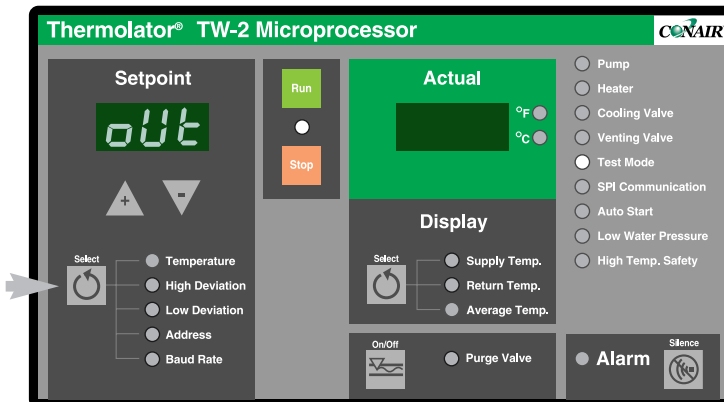 Thermolator® TW-2 Microprocessor
CONAIR
Setpoint
oUt
+
-
Select
Temperature
High Deviation
Low Deviation
Address
Baud Rate
Run
Stop
Actual
°F
°C
Display
Select
Supply Temp.
Return Temp.
Average Temp.
On/Off
Purge Valve
Pump
Heater
Cooling Valve
Venting Valve
Test Mode
SPI Communication
Auto Start
Low Water Pressure
High Temp. Safety
Alarm
Silence